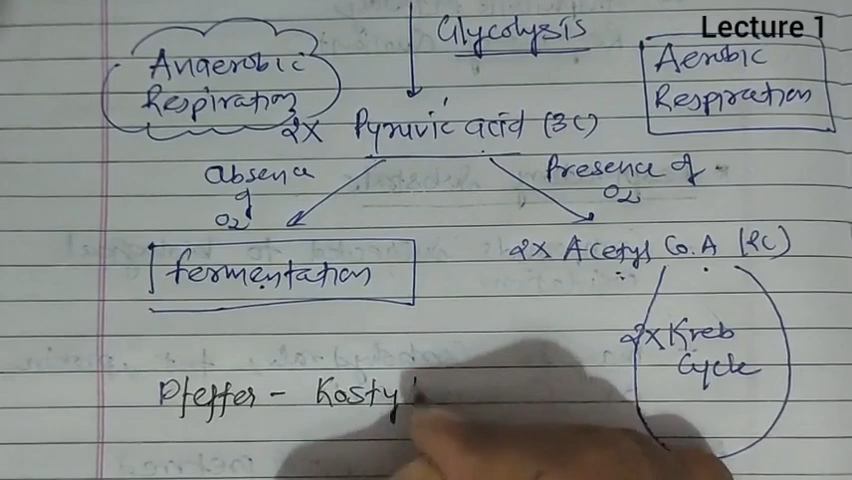 Lecture 1
Glycolysis
Anaerobic
Respiration
Aerobic
Respiration
2X Pyruvic acid (3C)
Absence
of
O2
Presence of
O2
2X Acetyl Co.A (2C)
fermentation
2X Kreb
Cycle
Pfeffer - Kosty